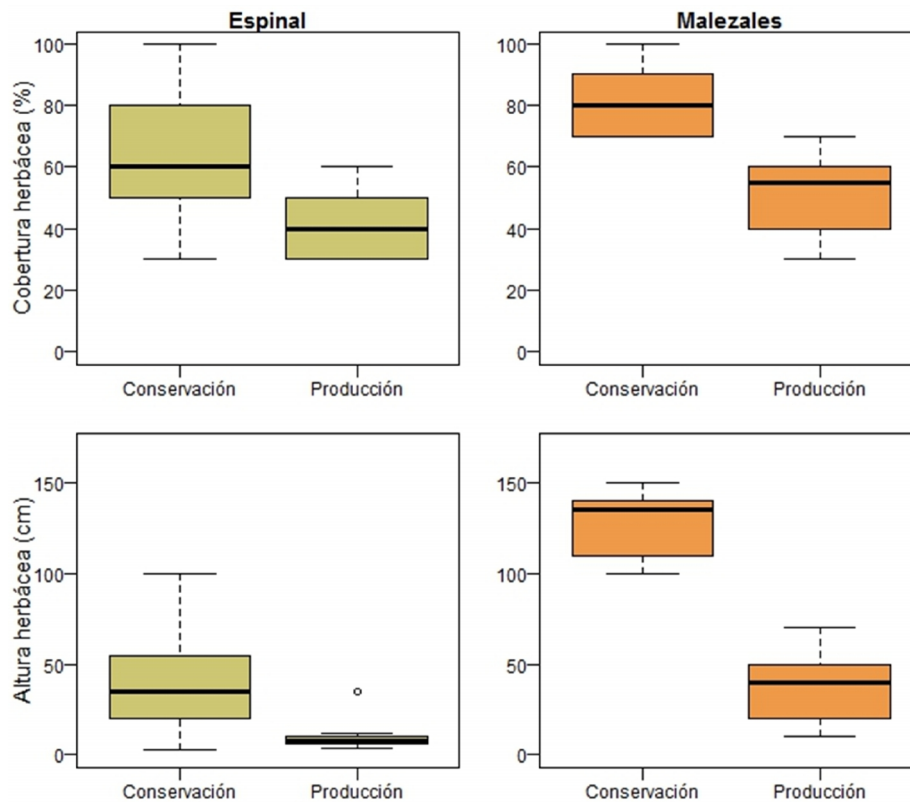 Espinal
Malezales
Cobertura herbácea (%)
100
80
60
40
20
0
Conservación
Producción
100
80
60
40
20
0
Conservación
Producción
Altura herbácea (cm)
150
100
50
0
Conservación
Producción
150
100
50
0
Conservación
Producción